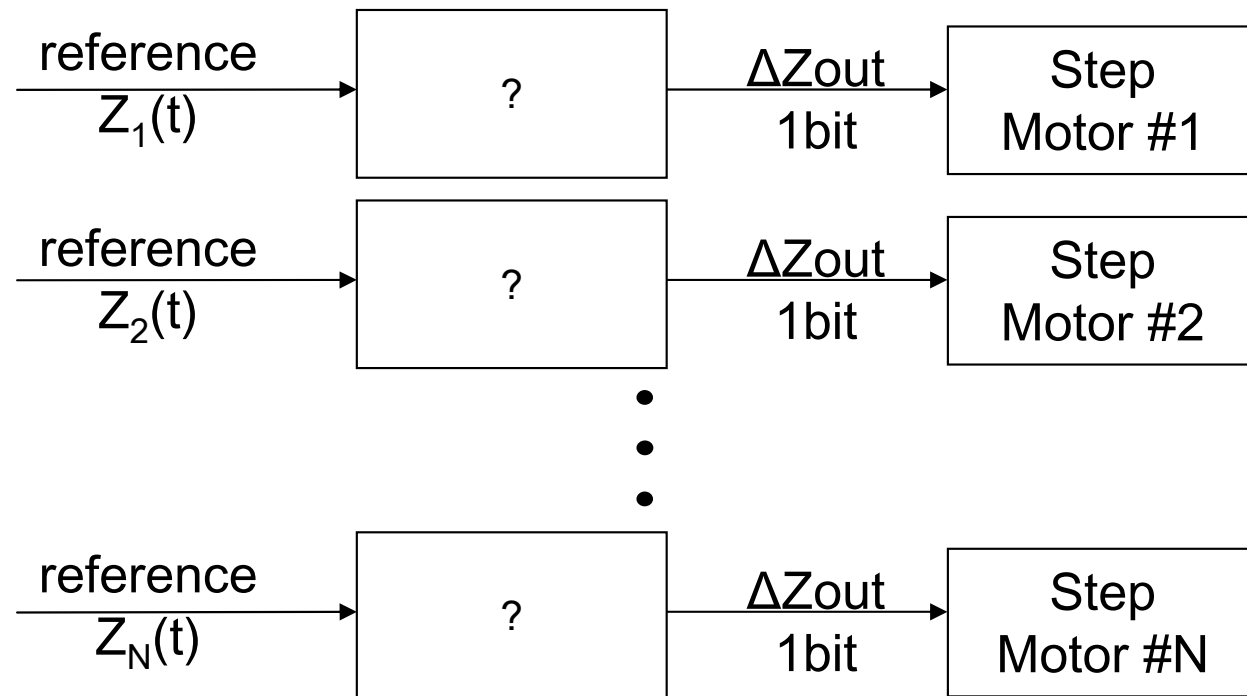 reference
Z₁(t)
?
ΔZout
1bit
Step
Motor #1
reference
Z₂(t)
?
ΔZout
1bit
Step
Motor #2
reference
Z_N(t)
?
ΔZout
1bit
Step
Motor #N